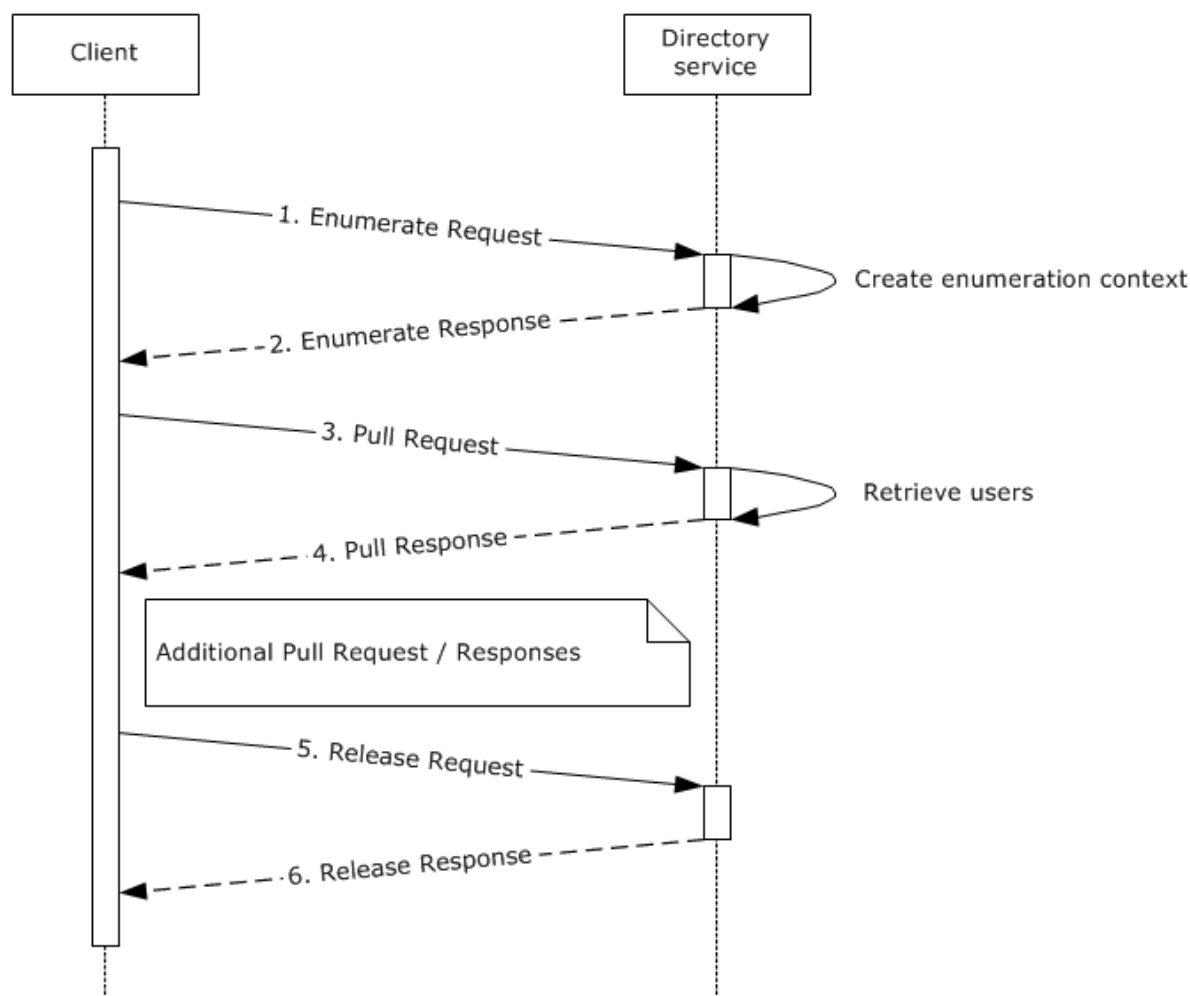 Client
Directory
service
1. Enumerate Request
Create enumeration context
2. Enumerate Response
3. Pull Request
Retrieve users
4. Pull Response
Additional Pull Request / Responses
5. Release Request
6. Release Response